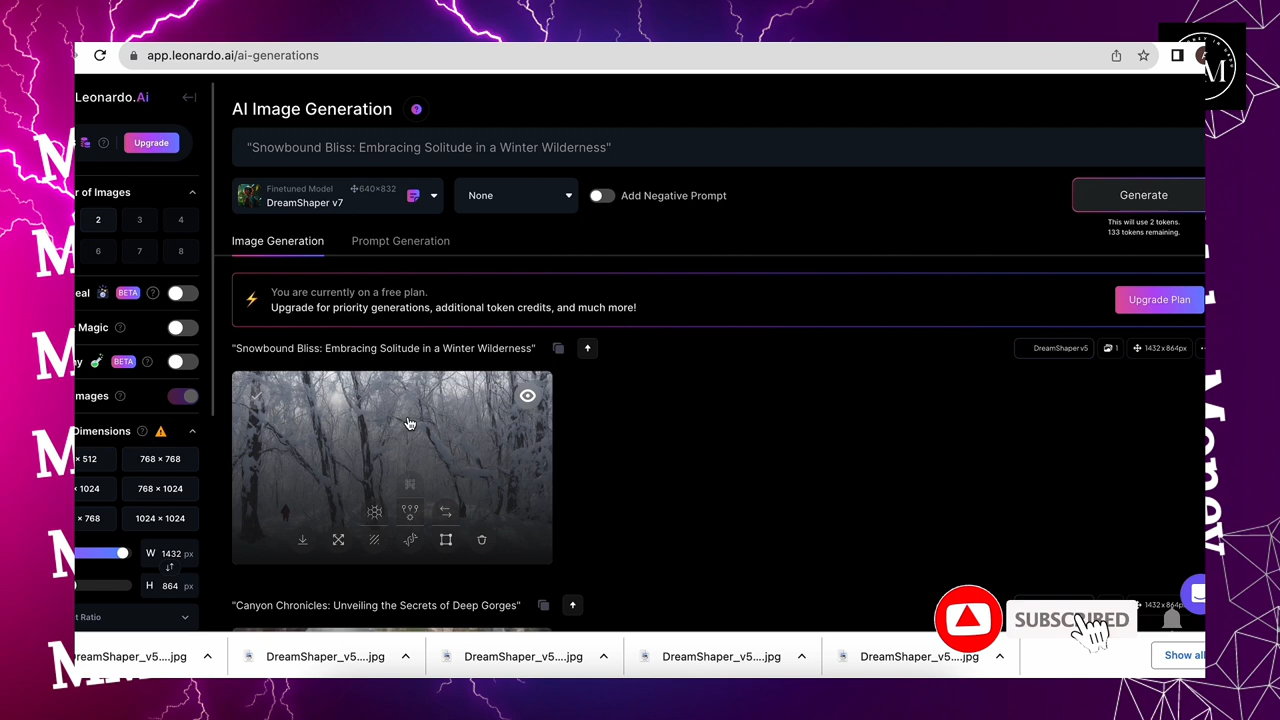 app.leonardo.ai/ai-generations
M
Leonardo.Ai
Upgrade
r of Images
2
3
4
6
7
8
eal
BETA
Magic
BETA
mages
Dimensions
× 512
768 × 768
× 1024
768 × 1024
× 768
1024 × 1024
W 1432 px
H 864 px
t Ratio
AI Image Generation
?
"Snowbound Bliss: Embracing Solitude in a Winter Wilderness"
Finetuned Model
640×832
DreamShaper v7
None
Add Negative Prompt
Generate
This will use 2 tokens.
133 tokens remaining.
Image Generation
Prompt Generation
You are currently on a free plan.
Upgrade for priority generations, additional token credits, and much more!
Upgrade Plan
"Snowbound Bliss: Embracing Solitude in a Winter Wilderness"
DreamShaper v5
1
1432 x 864px
"Canyon Chronicles: Unveiling the Secrets of Deep Gorges"
1432 x 864px
SUBSCRIBED
DreamShaper_v5....jpg
DreamShaper_v5....jpg
DreamShaper_v5....jpg
DreamShaper_v5....jpg
DreamShaper_v5....jpg
Show all
Money